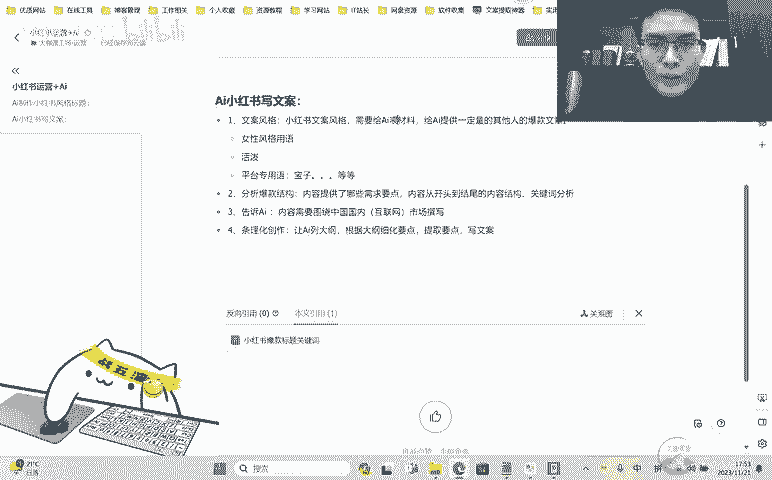 优质网站 在线工具 博客管理 工作相关 个人收藏 资源教程 学习网站 IT站长 网盘资源 软件收集 文案提取神器
小红书运营+Ai
小红书运营+Ai
Ai制作小红书风格标题：
Ai小红书写文案：
Ai小红书写文案：
1、文案风格：小红书文案风格，需要给Ai 材料，给Ai提供一定量的其他人的爆款文章：
女性风格用语
活泼
平台专用语：宝子。。。等等
2、分析爆款结构：内容提供了哪些需求要点，内容从开头到结尾的内容结构，关键词分析
3、告诉Ai ：内容需要围绕中国国内（互联网）市场撰写
4、条理化创作：让Ai列大纲，根据大纲细化要点，提取要点，写文案
反向引用 (0)
本文引用 (1)
关系图
小红书爆款标题关键词
21°C
搜索
中
拼
17:53
2023/11/21